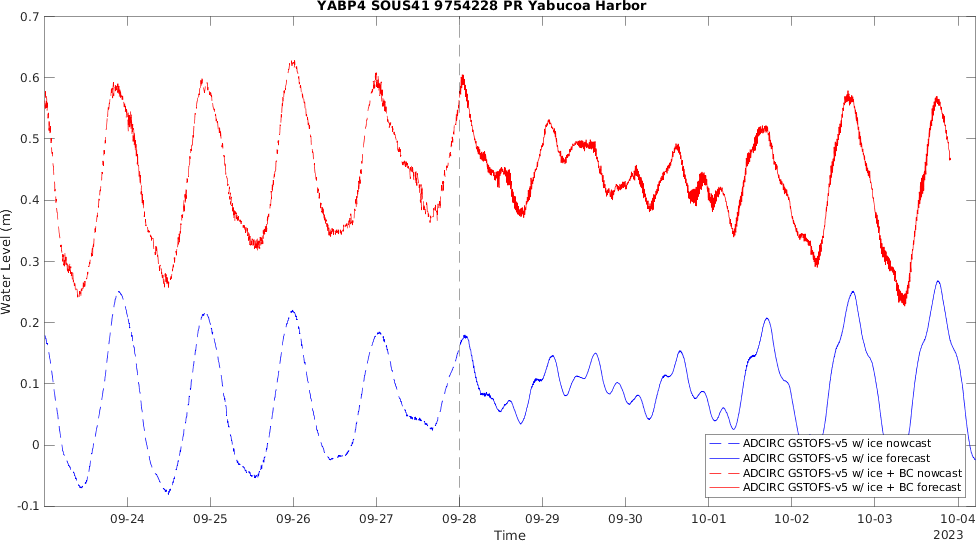 YABP4 SOUS41 9754228 PR Yabucoa Harbor
0.7
0.6
0.5
0.4
0.3
0.2
0.1
0
-0.1
Water Level (m)
ADCIRC GSTOFS-v5 w/ ice nowcast
ADCIRC GSTOFS-v5 w/ ice forecast
ADCIRC GSTOFS-v5 w/ ice + BC nowcast
ADCIRC GSTOFS-v5 w/ ice + BC forecast
09-24 09-25 09-26 09-27 09-28 09-29 09-30 10-01 10-02 10-03 10-04
Time
2023